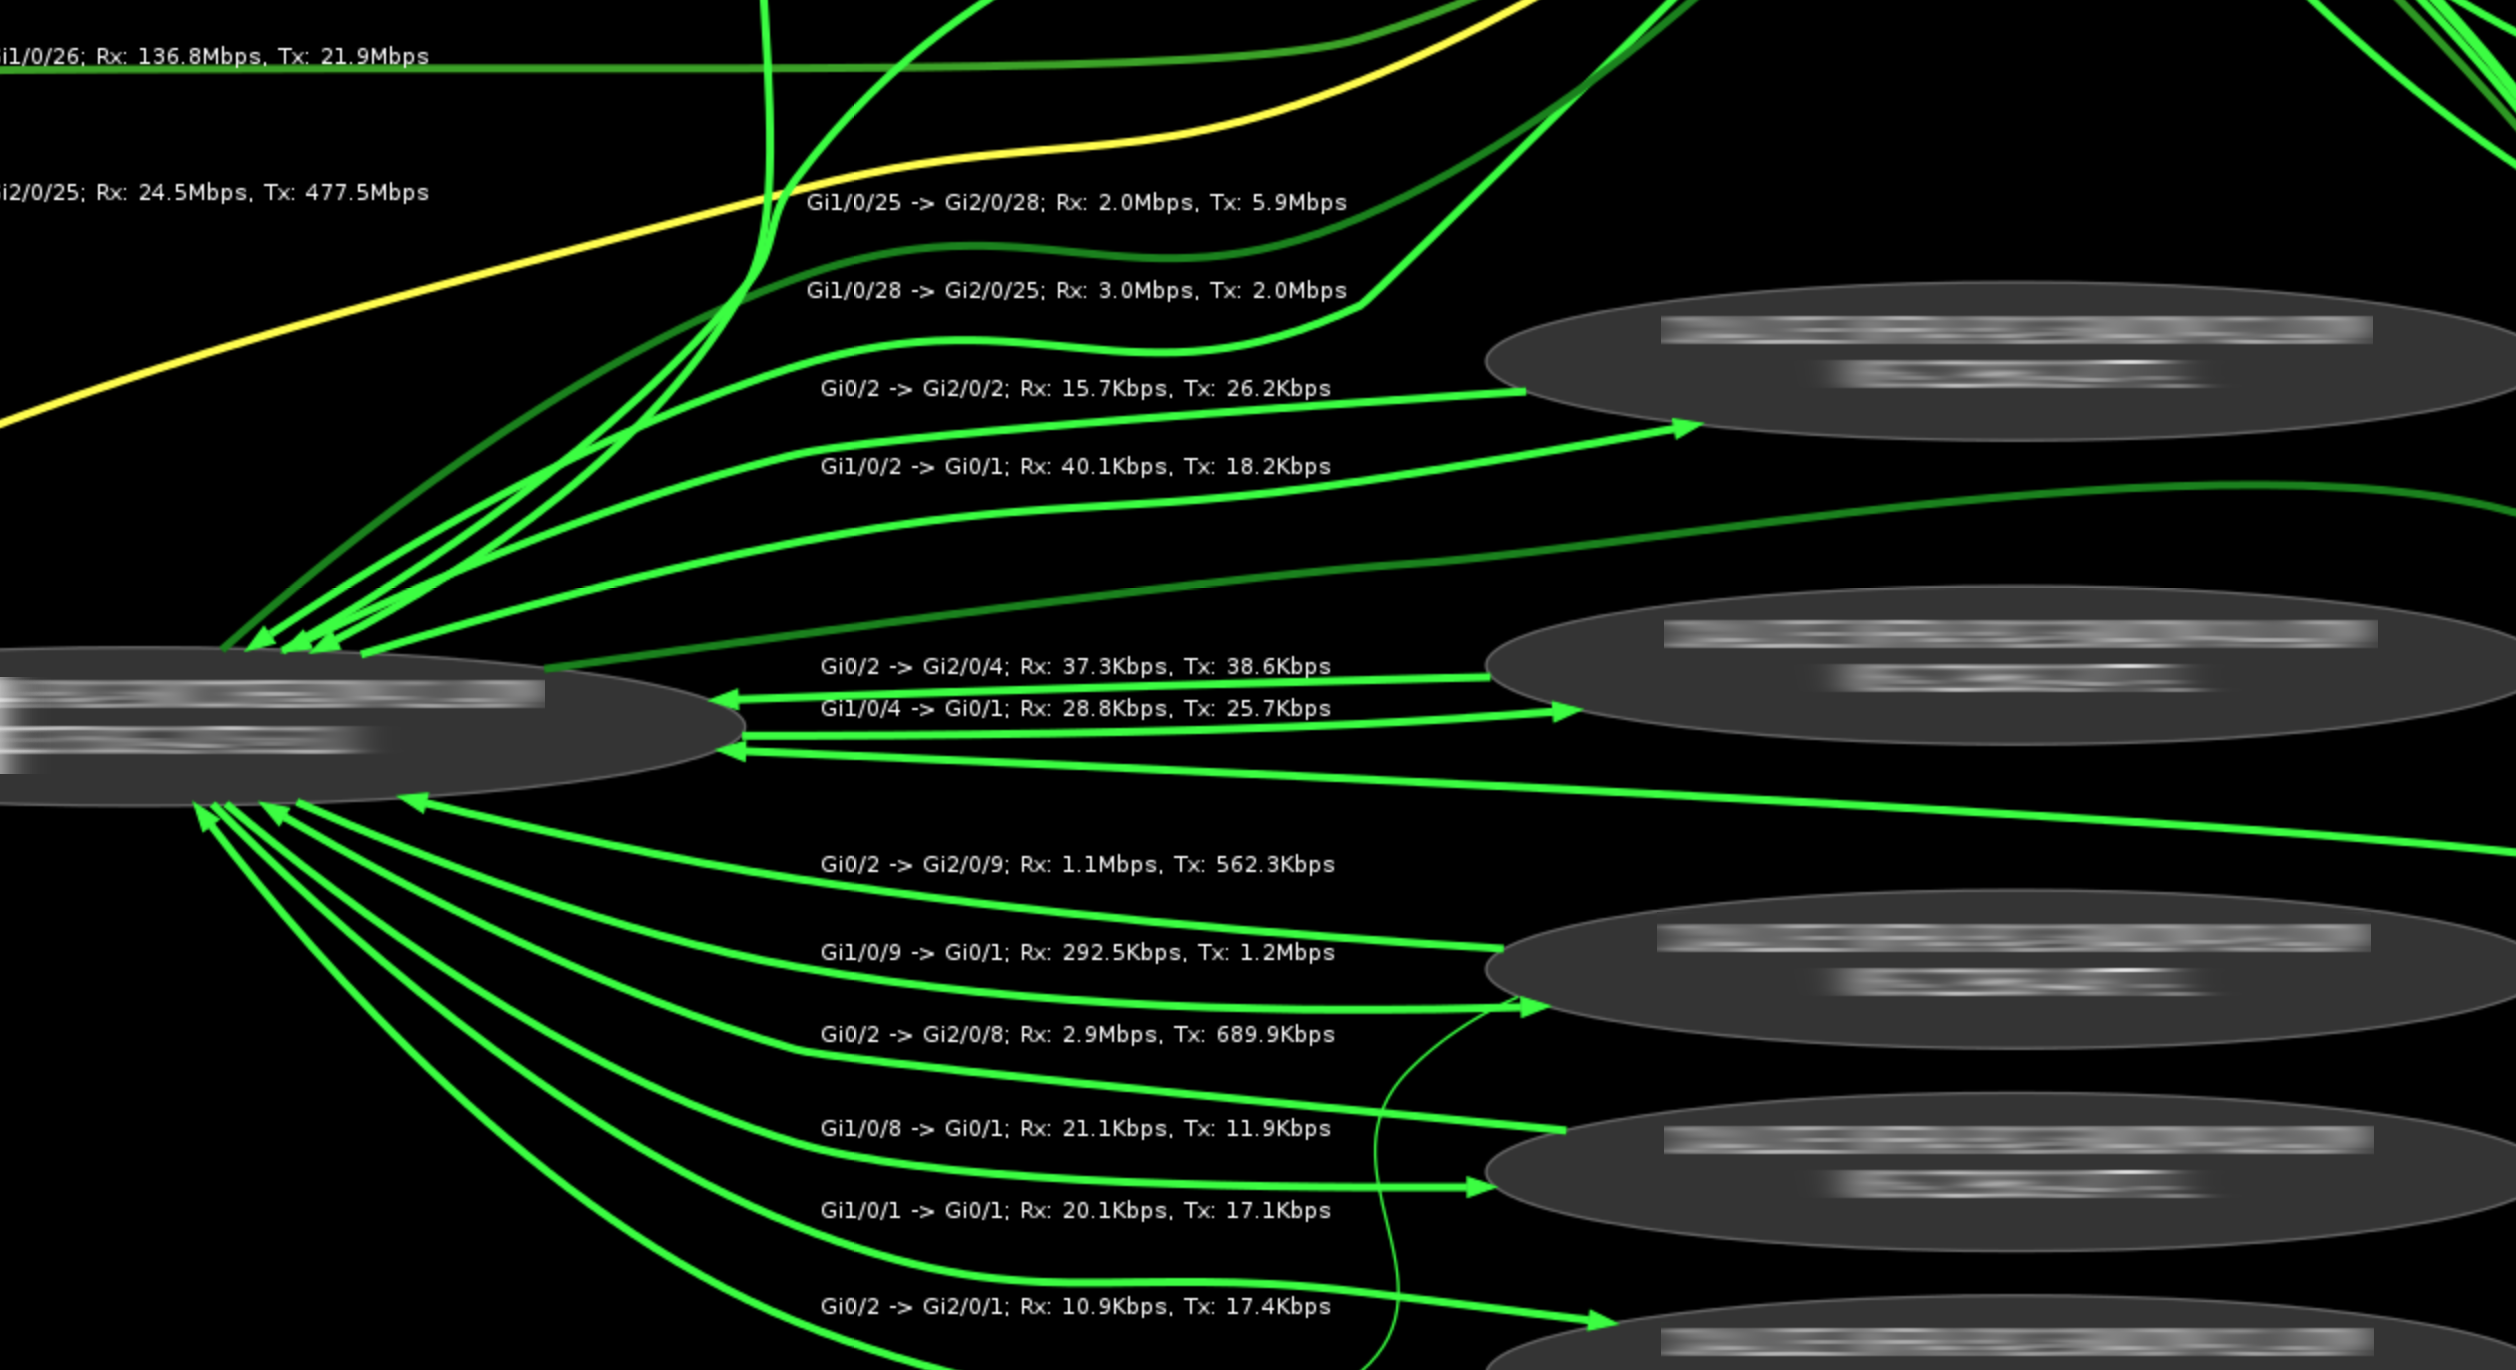 i1/0/26; Rx: 136.8Mbps, Tx: 21.9Mbps
i2/0/25; Rx: 24.5Mbps, Tx: 477.5Mbps
Gi1/0/25 -> Gi2/0/28; Rx: 2.0Mbps, Tx: 5.9Mbps
Gi1/0/28 -> Gi2/0/25; Rx: 3.0Mbps, Tx: 2.0Mbps
Gi0/2 -> Gi2/0/2; Rx: 15.7Kbps, Tx: 26.2Kbps
Gi1/0/2 -> Gi0/1; Rx: 40.1Kbps, Tx: 18.2Kbps
Gi0/2 -> Gi2/0/4; Rx: 37.3Kbps, Tx: 38.6Kbps
Gi1/0/4 -> Gi0/1; Rx: 28.8Kbps, Tx: 25.7Kbps
Gi0/2 -> Gi2/0/9; Rx: 1.1Mbps, Tx: 562.3Kbps
Gi1/0/9 -> Gi0/1; Rx: 292.5Kbps, Tx: 1.2Mbps
Gi0/2 -> Gi2/0/8; Rx: 2.9Mbps, Tx: 689.9Kbps
Gi1/0/8 -> Gi0/1; Rx: 21.1Kbps, Tx: 11.9Kbps
Gi1/0/1 -> Gi0/1; Rx: 20.1Kbps, Tx: 17.1Kbps
Gi0/2 -> Gi2/0/1; Rx: 10.9Kbps, Tx: 17.4Kbps